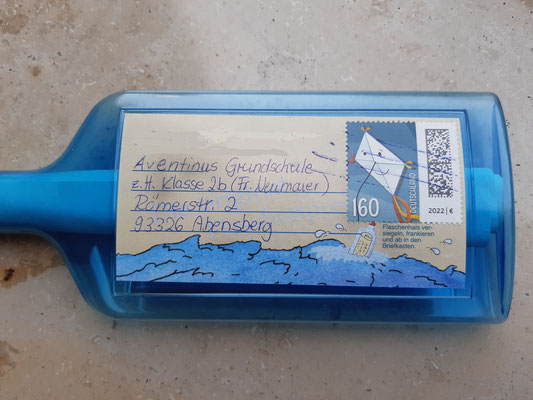 Aventinus Grundschule
z.H. Klasse 2b (Fr. Neumaier)
Römerstr. 2
93326 Abensberg
160
DEUTSCHLAND
2022 | €
Flaschenhals ver-
siegeln, frankieren
und ab in den
Briefkasten.